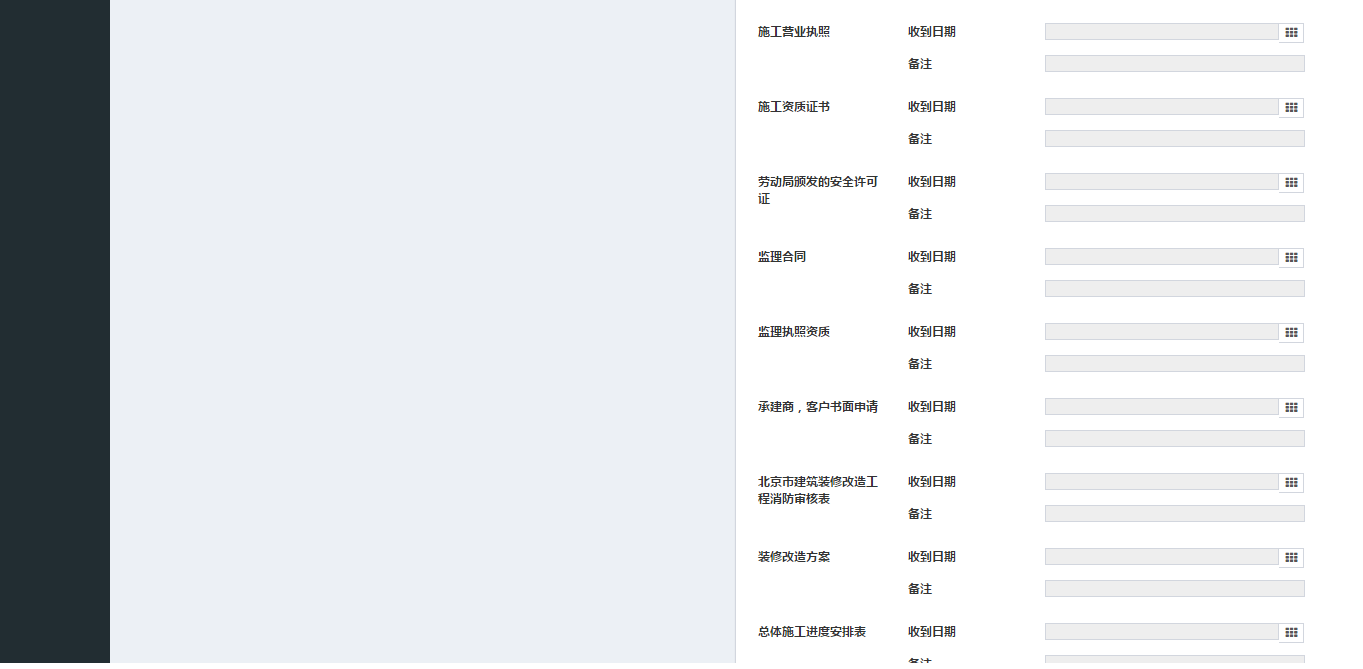 施工营业执照 收到日期
备注
施工资质证书 收到日期
备注
劳动局颁发的安全许可 收到日期
证
备注
监理合同 收到日期
备注
监理执照资质 收到日期
备注
承建商，客户书面申请 收到日期
备注
北京市建筑装修改造工 收到日期
程消防审核表
备注
装修改造方案 收到日期
备注
总体施工进度安排表 收到日期
备注